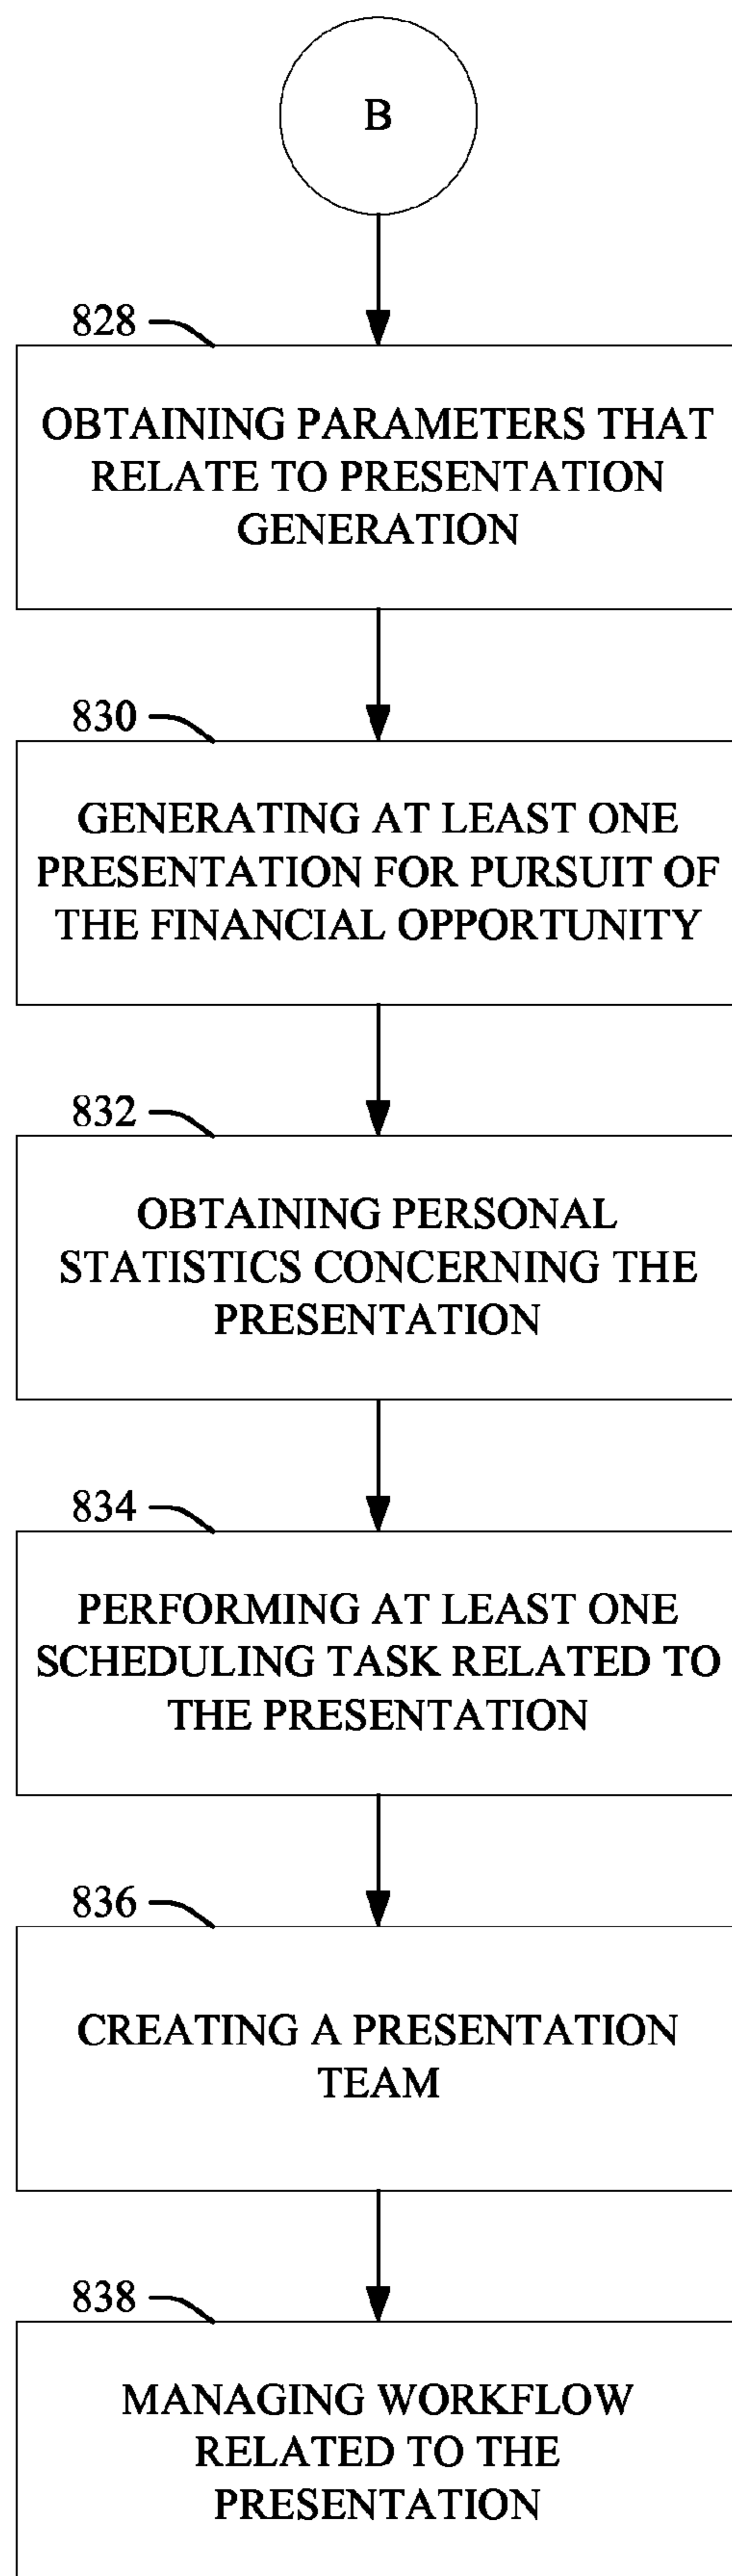 B
828
OBTAINING PARAMETERS THAT
RELATE TO PRESENTATION
GENERATION
830
GENERATING AT LEAST ONE
PRESENTATION FOR PURSUIT OF
THE FINANCIAL OPPORTUNITY
832
OBTAINING PERSONAL
STATISTICS CONCERNING THE
PRESENTATION
834
PERFORMING AT LEAST ONE
SCHEDULING TASK RELATED TO
THE PRESENTATION
836
CREATING A PRESENTATION
TEAM
838
MANAGING WORKFLOW
RELATED TO THE
PRESENTATION